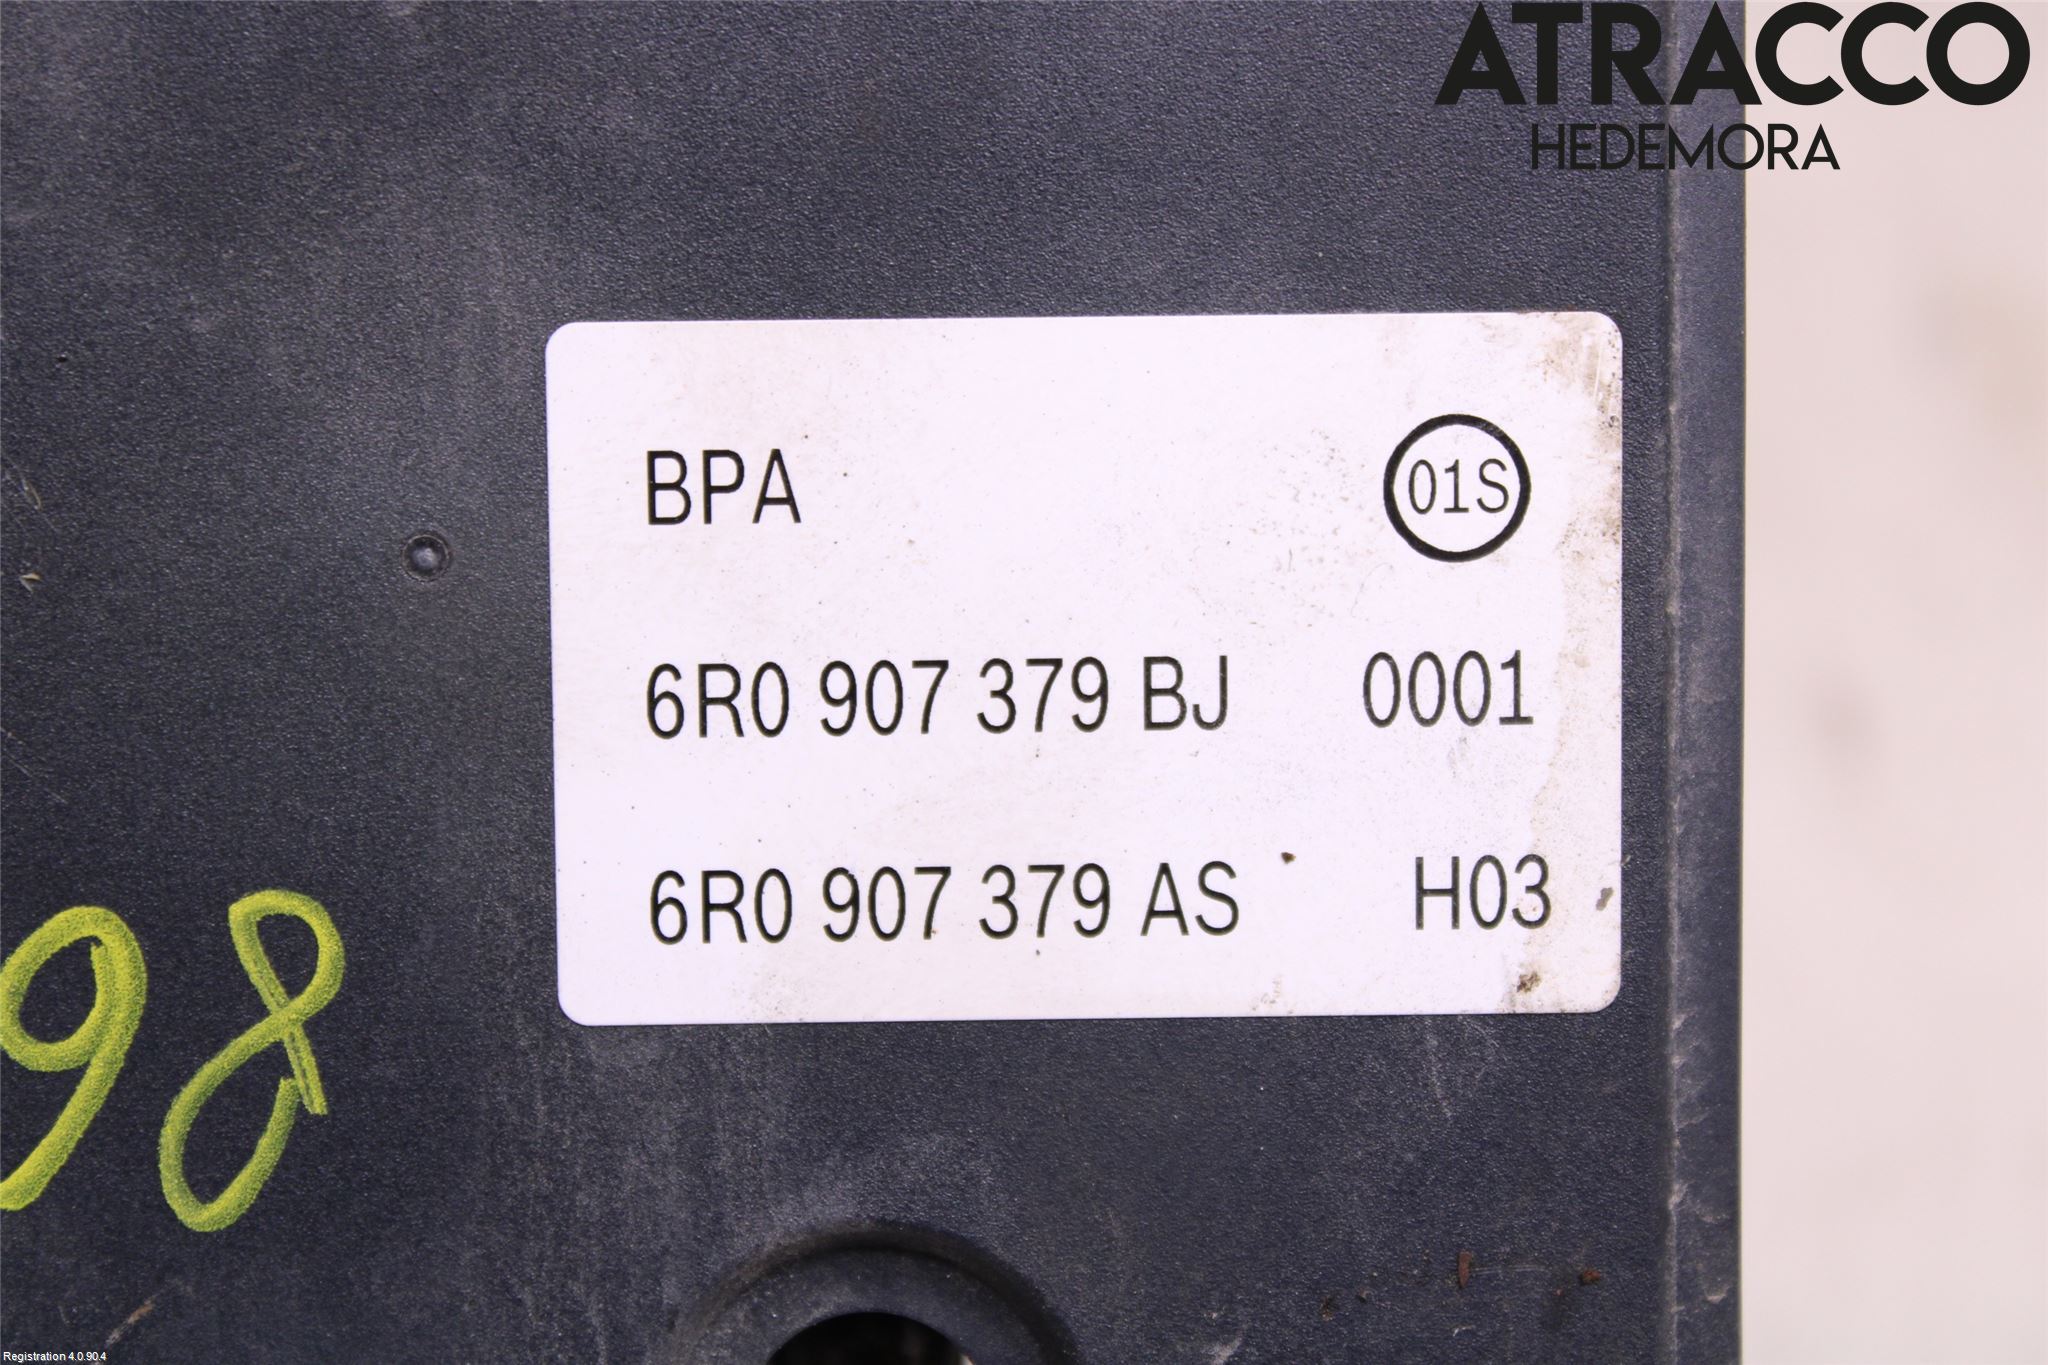 ATRACCO
HEDEMORA
BPA 01S
6R0 907 379 BJ 0001
6R0 907 379 AS H03
98
Registration 4.0.90.4